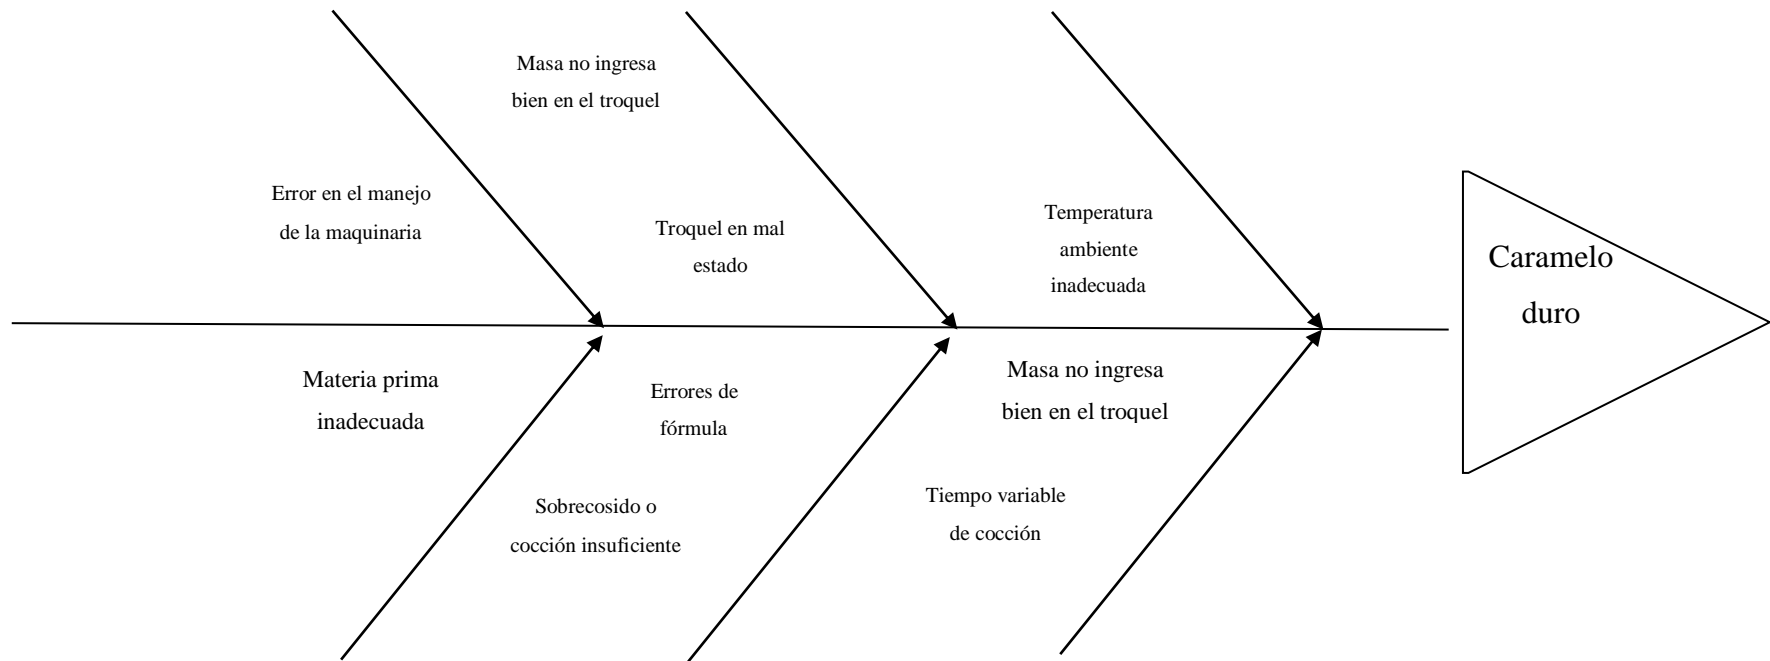 Masa no ingresa
bien en el troquel
Error en el manejo
de la maquinaria
Troquel en mal
estado
Temperatura
ambiente
inadecuada
Caramelo
duro
Materia prima
inadecuada
Errores de
fórmula
Masa no ingresa
bien en el troquel
Sobrecosido o
cocción insuficiente
Tiempo variable
de cocción